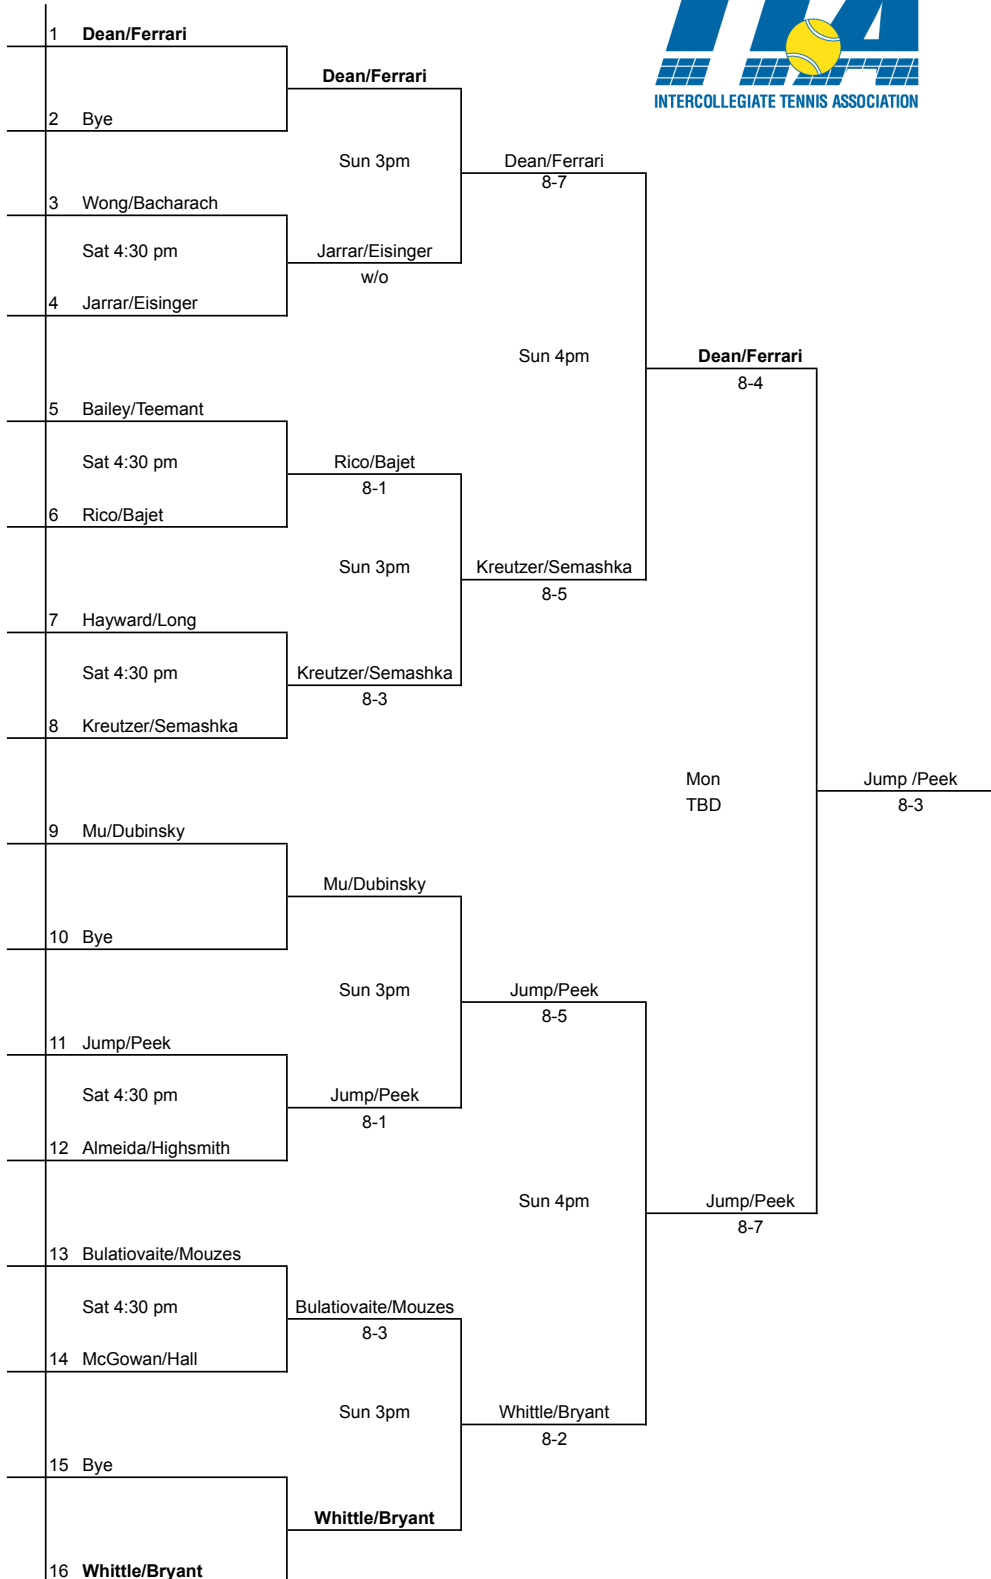 ITA
INTERCOLLEGIATE TENNIS ASSOCIATION
1 Dean/Ferrari
Dean/Ferrari
2 Bye
Sun 3pm
Dean/Ferrari
8-7
3 Wong/Bacharach
Sat 4:30 pm
Jarrar/Eisinger
w/o
4 Jarrar/Eisinger
Sun 4pm
Dean/Ferrari
8-4
5 Bailey/Teemant
Sat 4:30 pm
Rico/Bajet
8-1
6 Rico/Bajet
Sun 3pm
Kreutzer/Semashka
8-5
7 Hayward/Long
Sat 4:30 pm
Kreutzer/Semashka
8-3
8 Kreutzer/Semashka
Mon
TBD
Jump /Peek
8-3
9 Mu/Dubinsky
Mu/Dubinsky
10 Bye
Sun 3pm
Jump/Peek
8-5
11 Jump/Peek
Sat 4:30 pm
Jump/Peek
8-1
12 Almeida/Highsmith
Sun 4pm
Jump/Peek
8-7
13 Bulatiovaite/Mouzes
Sat 4:30 pm
Bulatiovaite/Mouzes
8-3
14 McGowan/Hall
Sun 3pm
Whittle/Bryant
8-2
15 Bye
Whittle/Bryant
16 Whittle/Bryant